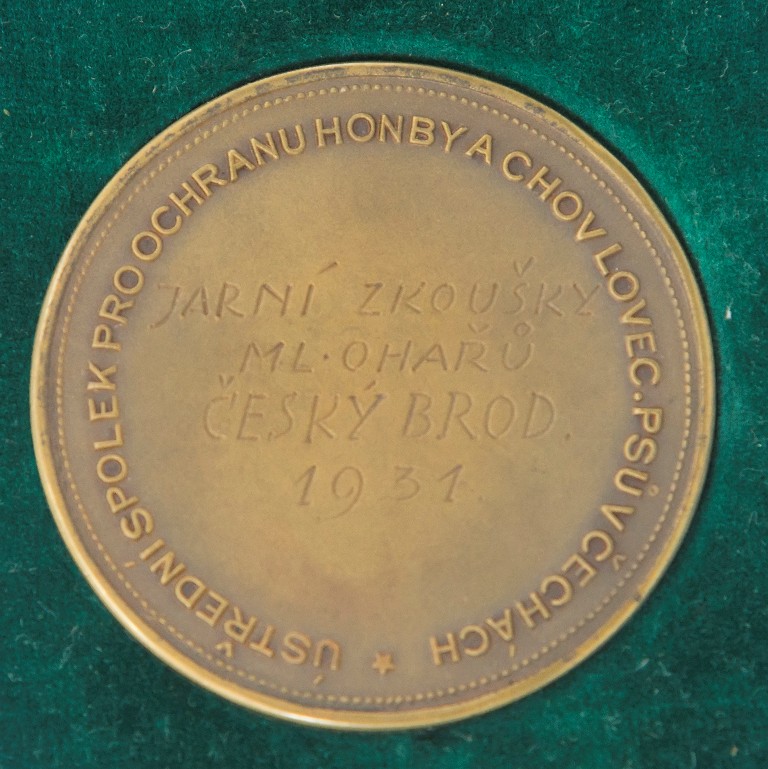 ÚSTŘEDNÍ SPOLEK PRO OCHRANU HONBY A CHOV LOVEC. PSŮ V ČECHÁCH
JARNÍ ZKOUŠKY
ML. OHAŘŮ
ČESKÝ BROD.
1931.